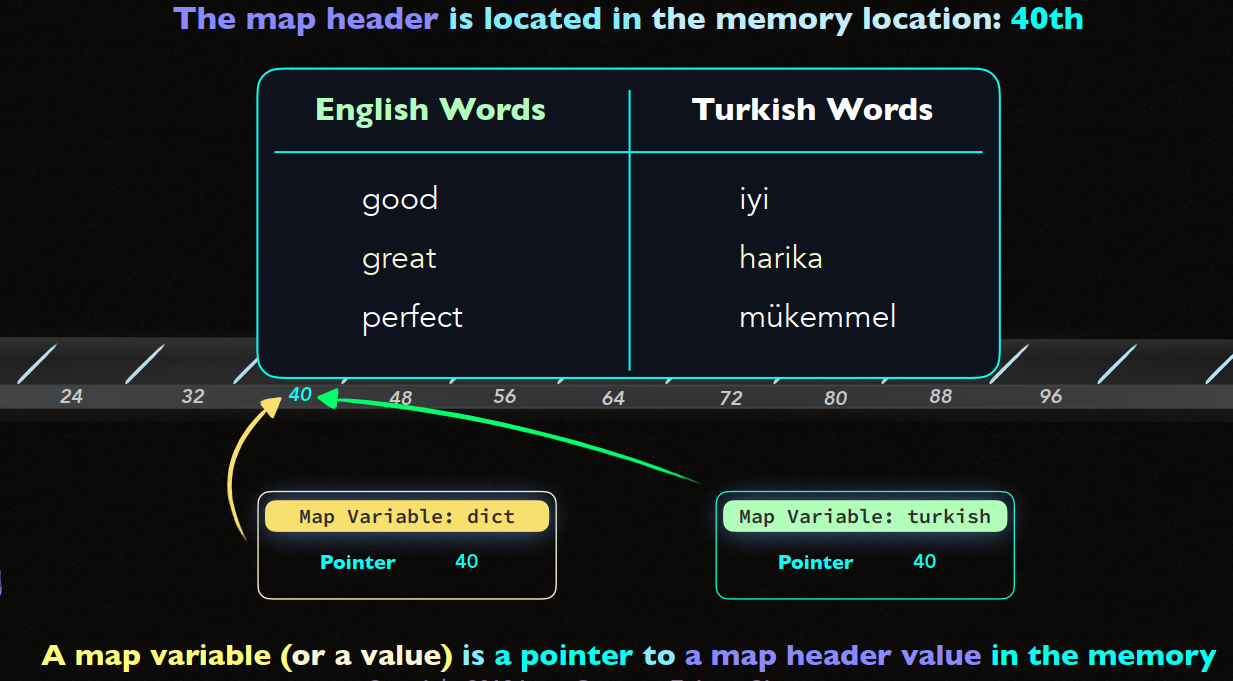 The map header is located in the memory location: 40th
English Words Turkish Words
good iyi
great harika
perfect mükemmel
24 32 40 48 56 64 72 80 88 96
Map Variable: dict Map Variable: turkish
Pointer 40 Pointer 40
A map variable (or a value) is a pointer to a map header value in the memory